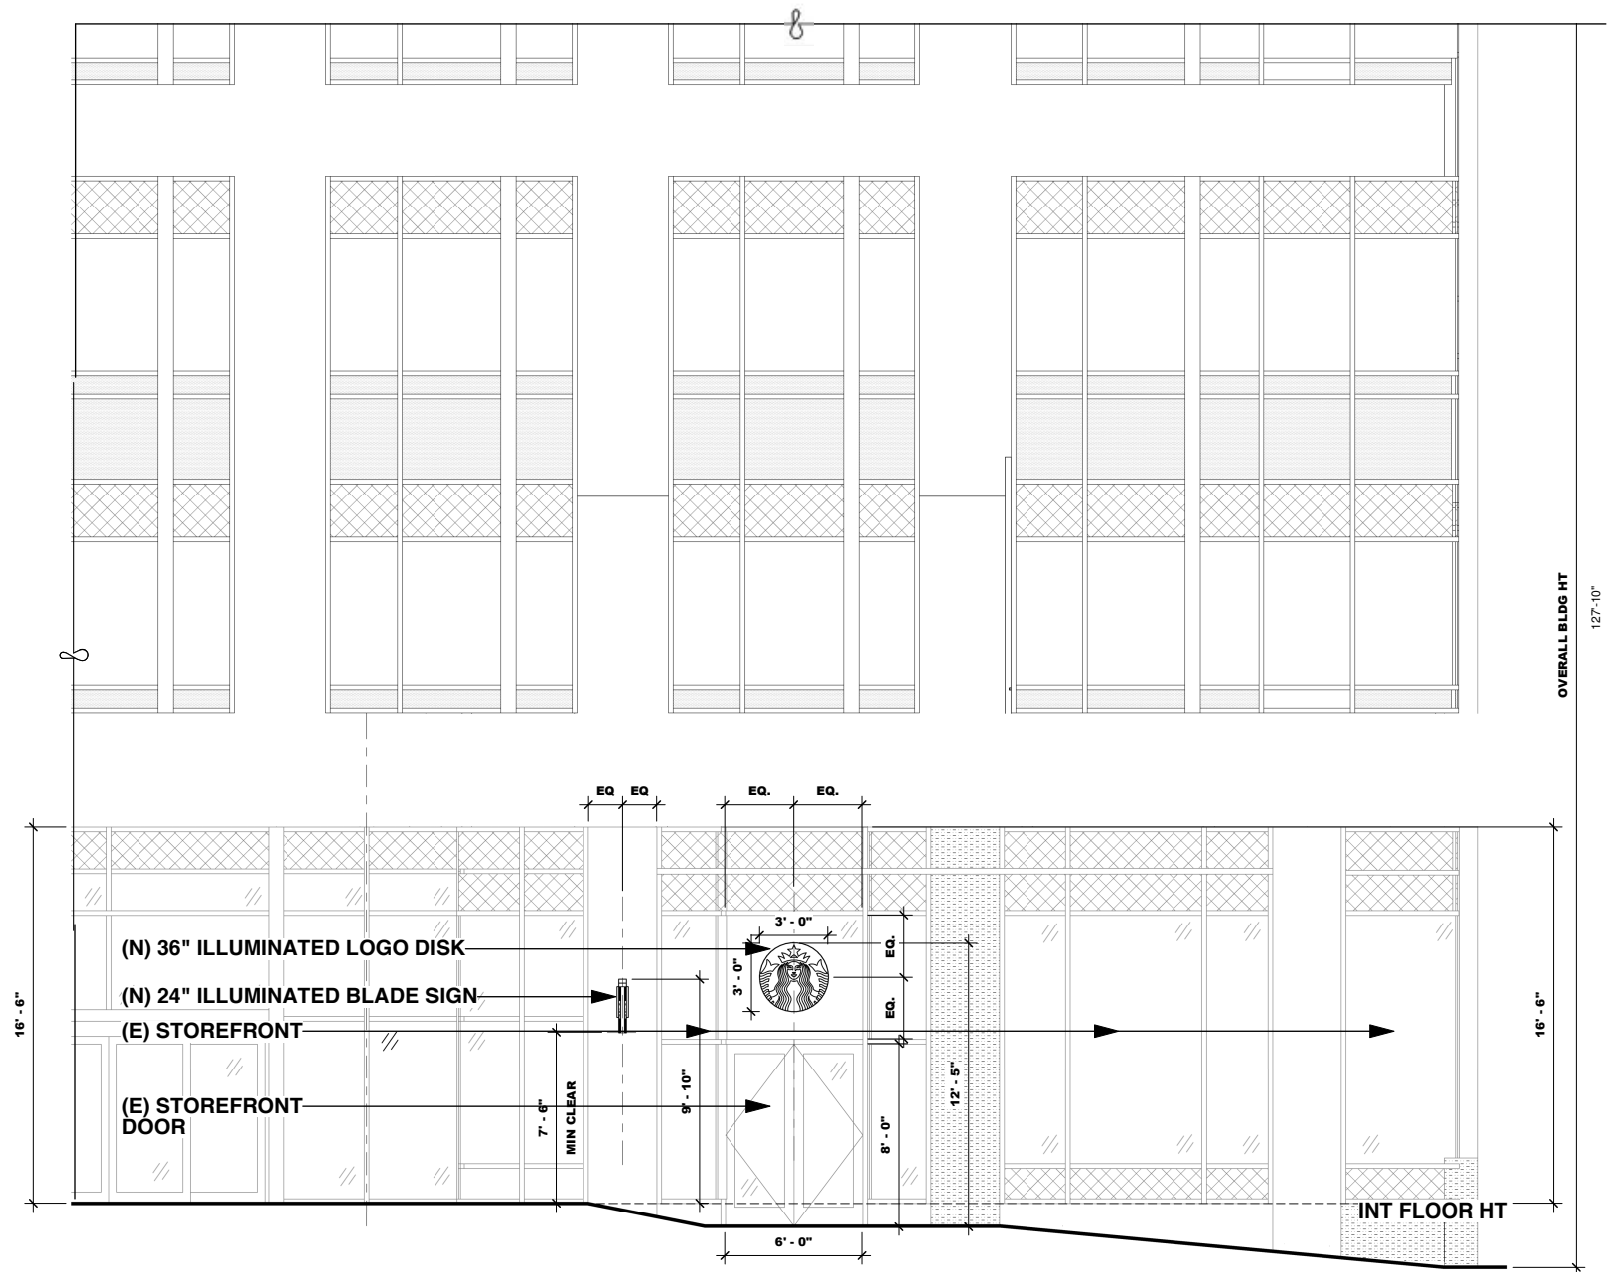 OVERALL BLDG HT
127'-10"
EQ
EQ
EQ.
EQ.
3' - 0"
(N) 36" ILLUMINATED LOGO DISK
EQ.
3' - 0"
(N) 24" ILLUMINATED BLADE SIGN
EQ.
16' - 6"
16' - 6"
(E) STOREFRONT
9' - 10"
12' - 5"
(E) STOREFRONT
DOOR
7' - 6"
MIN CLEAR
8' - 0"
INT FLOOR HT
6' - 0"